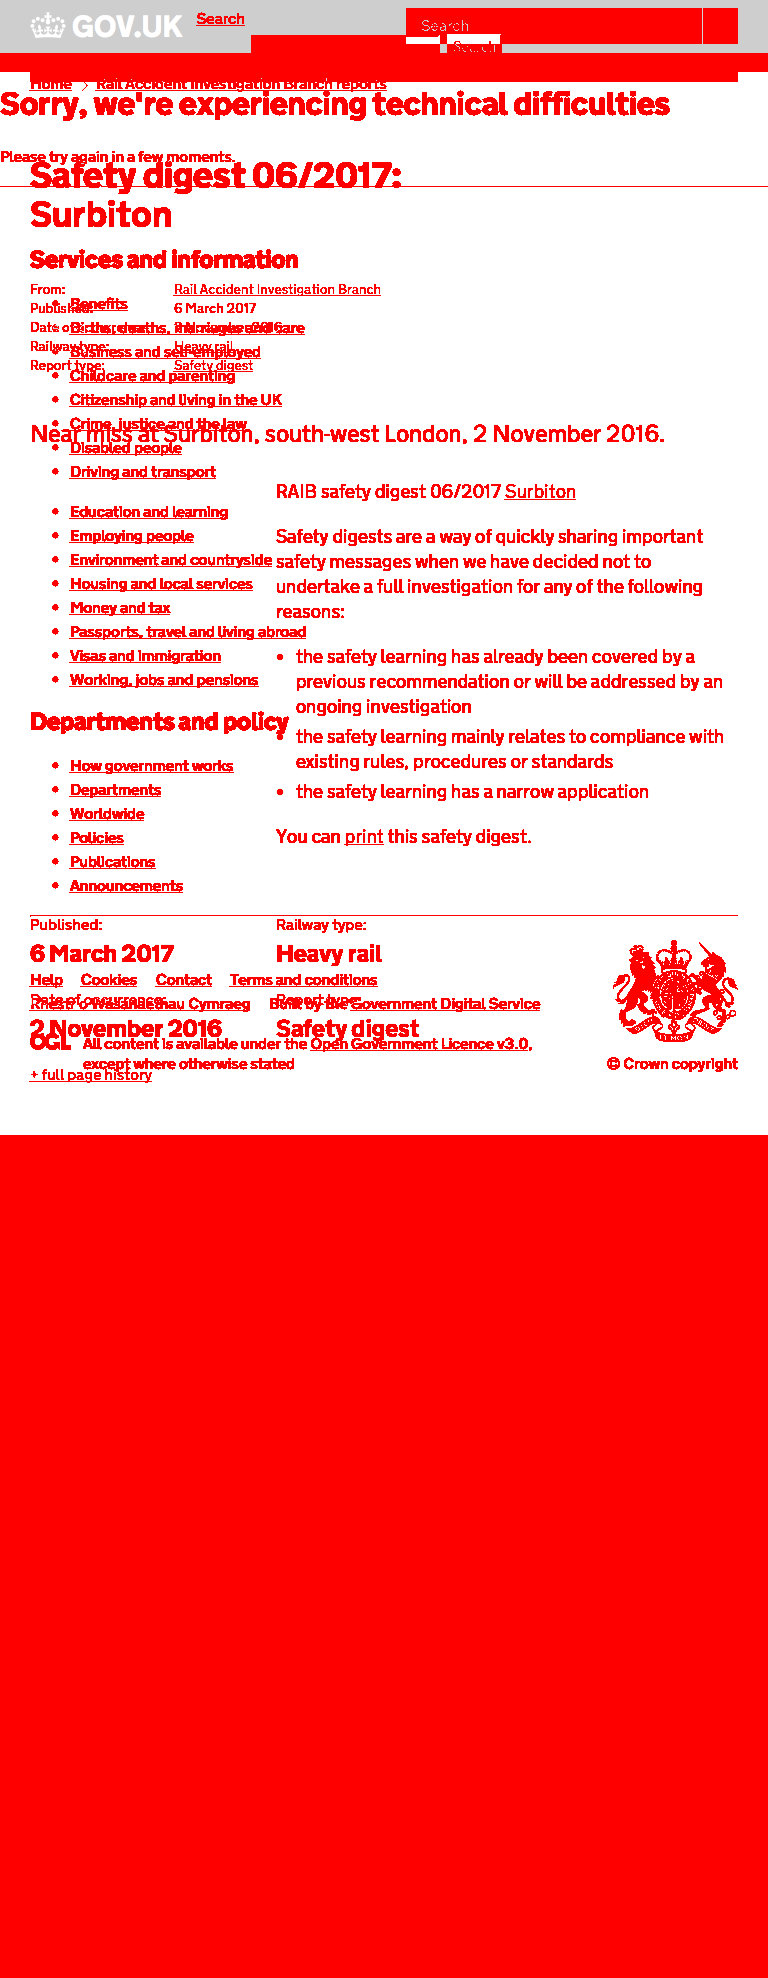 GOV.UK
Search
Search
Search
Home
Rail Accident Investigation Branch reports
Sorry, we're experiencing technical difficulties
Please try again in a few moments.
Safety digest 06/2017:
Surbiton
Services and information
From: Rail Accident Investigation Branch
Published: 6 March 2017
Benefits
Births, deaths, marriages and care
Railway type: Heavy rail
Business and self-employed
Report type: Safety digest
Childcare and parenting
Citizenship and living in the UK
Crime, justice and the law
Near miss at Surbiton, south-west London, 2 November 2016.
Disabled people
Driving and transport
RAIB safety digest 06/2017 Surbiton
Education and learning
Employing people
Environment and countryside
Housing and local services
Money and tax
Passports, travel and living abroad
Visas and immigration
Working, jobs and pensions
Safety digests are a way of quickly sharing important
safety messages when we have decided not to
undertake a full investigation for any of the following
reasons:
the safety learning has already been covered by a
previous recommendation or will be addressed by an
ongoing investigation
the safety learning mainly relates to compliance with
existing rules, procedures or standards
the safety learning has a narrow application
You can print this safety digest.
Departments and policy
How government works
Departments
Worldwide
Policies
Publications
Announcements
Published:
6 March 2017
Railway type:
Heavy rail
Help Cookies Contact Terms and conditions
Date of occurrence:
Report type:
Wasanaethau Cymraeg
Built by the Government Digital Service
2 November 2016
Safety digest
OGL
All content is available under the Open Government Licence v3.0,
except where otherwise stated
+ full page history
© Crown copyright